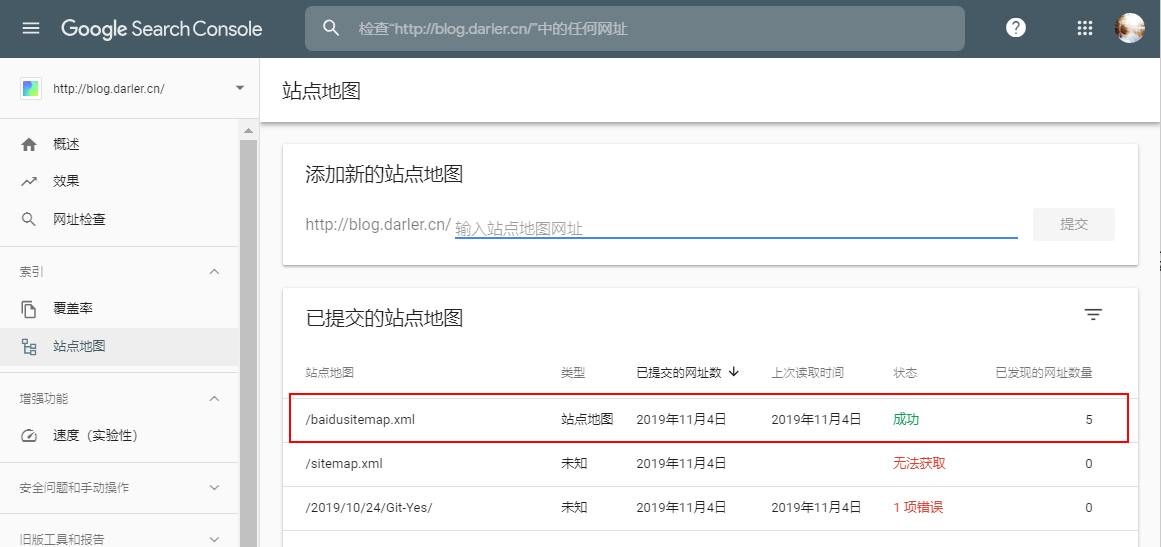 Google Search Console
检查“http://blog.darler.cn/”中的任何网址
http://blog.darler.cn/
概述
效果
网址检查
索引
覆盖率
站点地图
增强功能
速度（实验性）
安全问题和手动操作
旧版工具和报告
站点地图
添加新的站点地图
http://blog.darler.cn/ 输入站点地图网址 提交
已提交的站点地图
站点地图 类型 已提交的网址数 上次读取时间 状态 已发现的网址数量
/baidusitemap.xml 站点地图 2019年11月4日 2019年11月4日 成功 5
/sitemap.xml 未知 2019年11月4日 无法获取 0
/2019/10/24/Git-Yes/ 未知 2019年11月4日 2019年11月4日 1 项错误 0